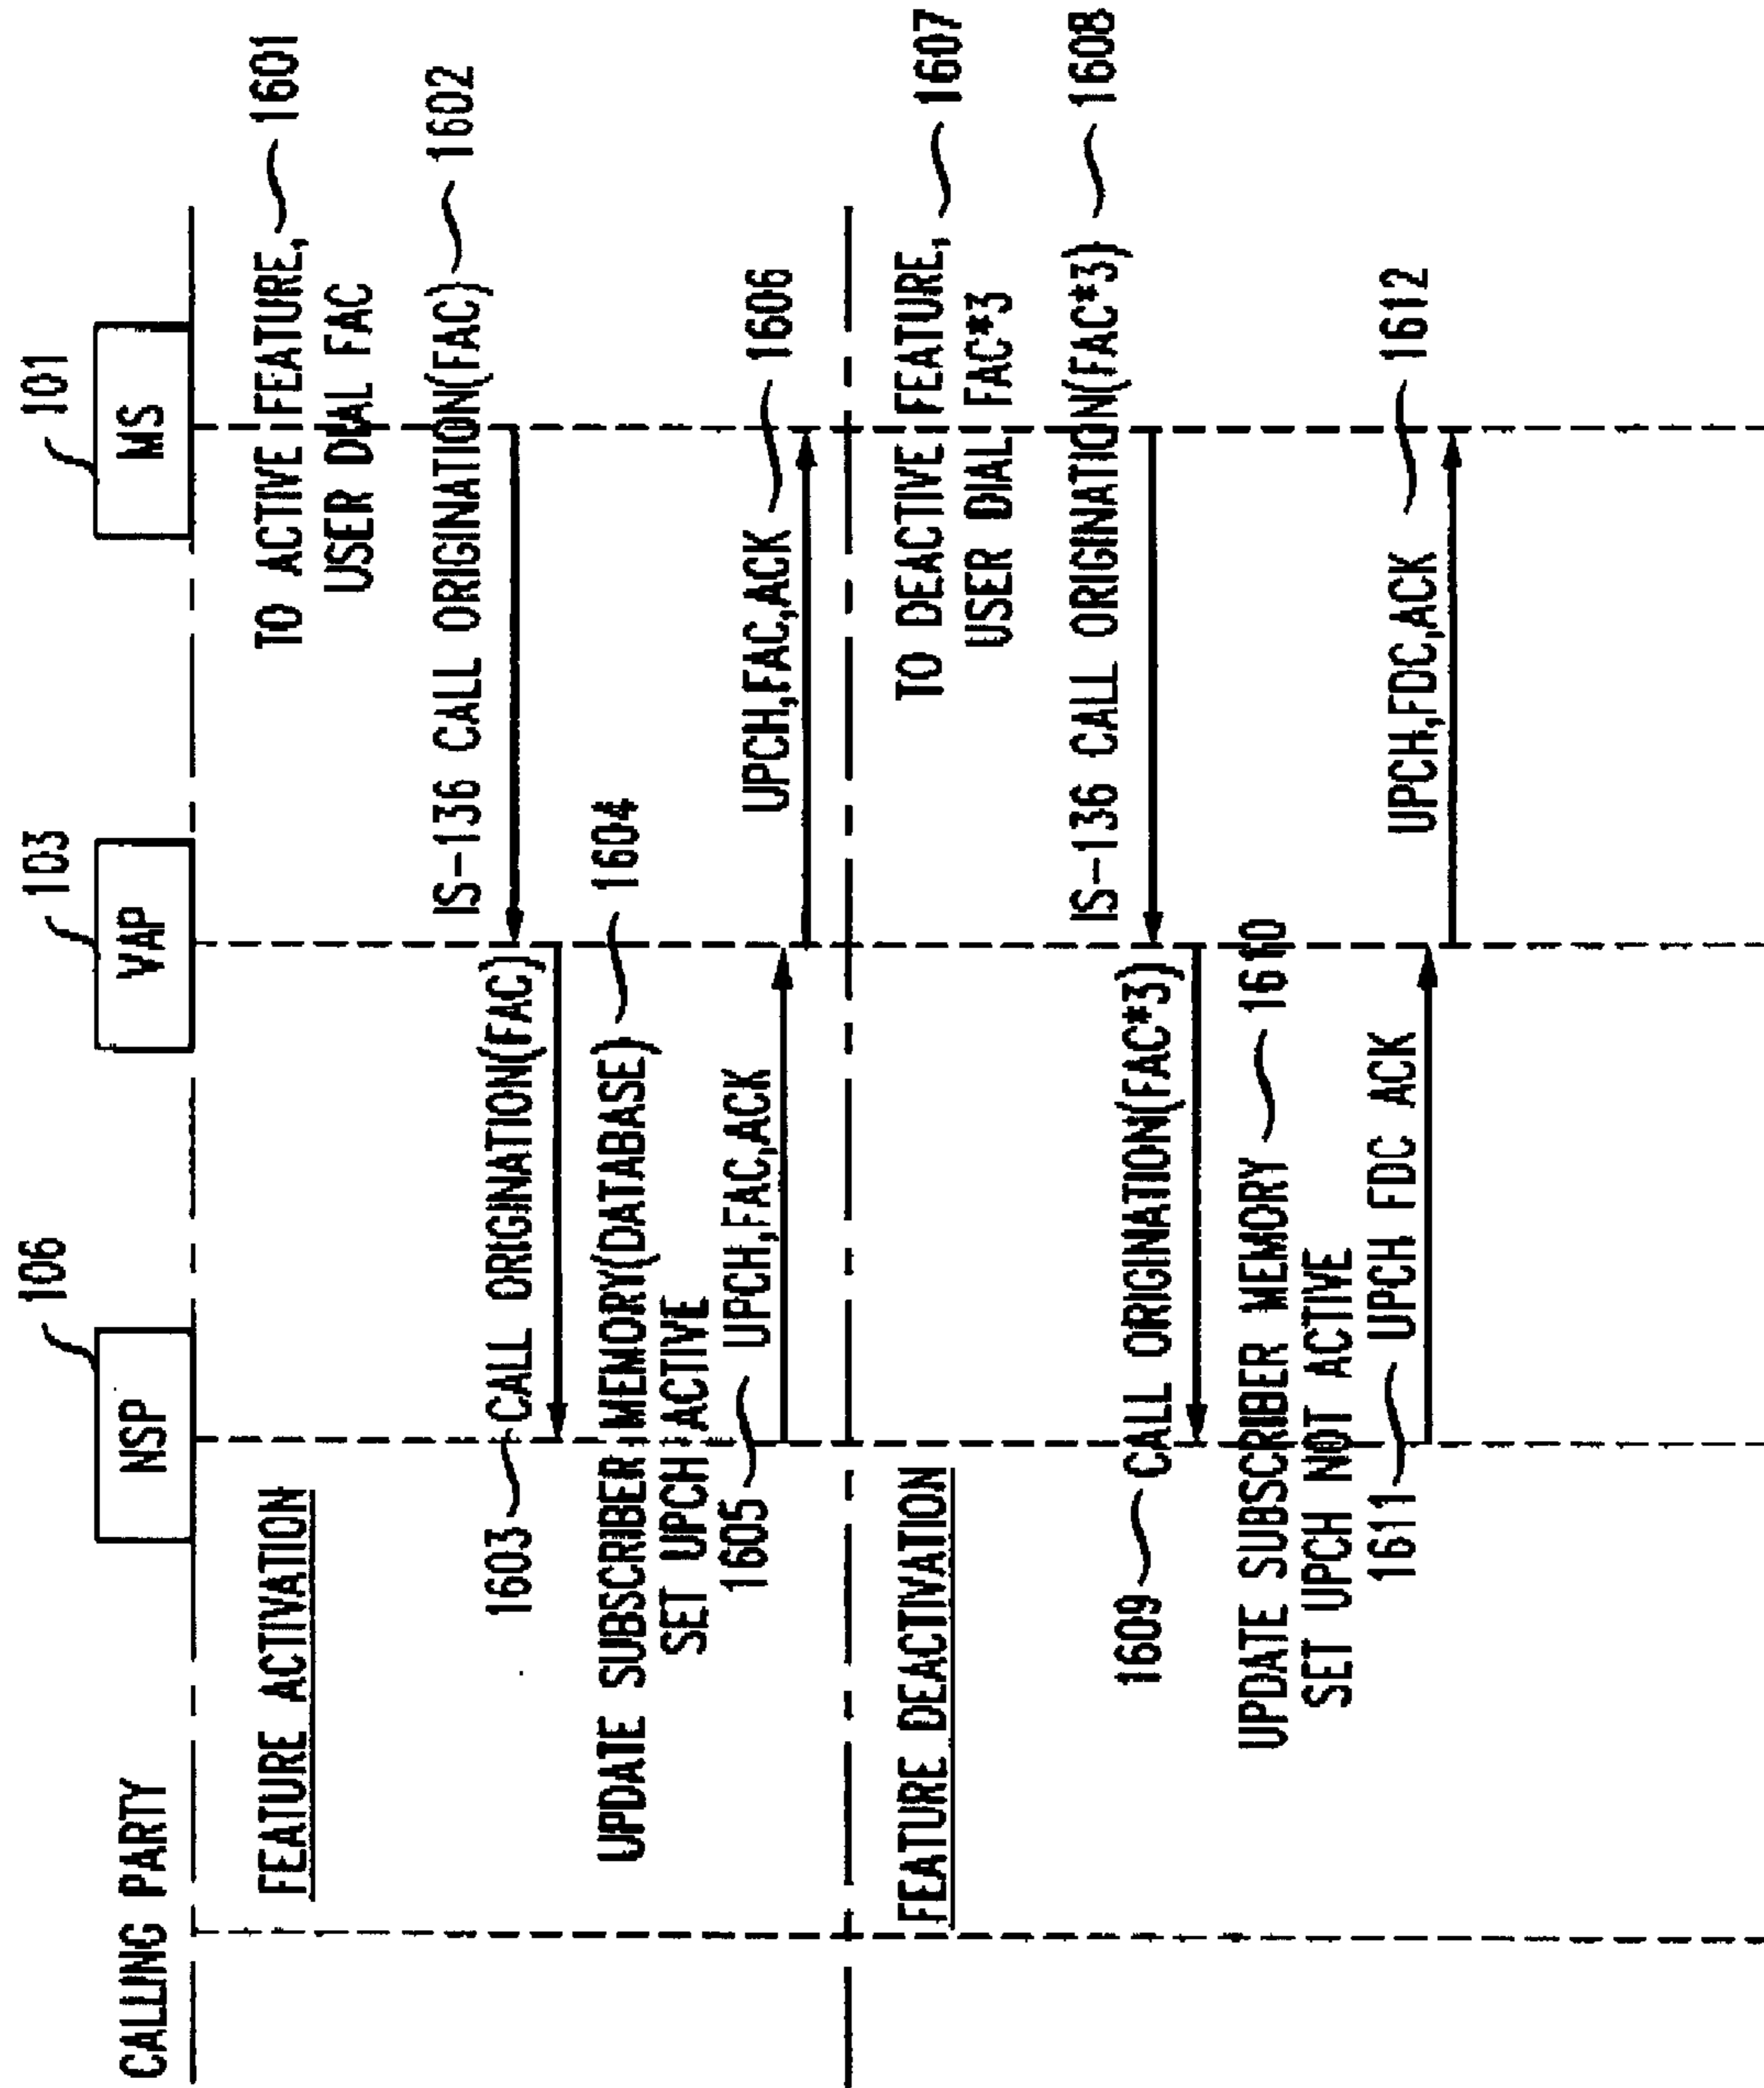 CALLING PARTY
106
NSP
103
VAP
101
MS
FEATURE ACTIVATION
TO ACTIVE FEATURE, 1601
USER DIAL FAC
IS-136 CALL ORIGINATION(FAC) 1602
1603 CALL ORIGINATION(FAC)
UPDATE SUBSCRIBER MEMORY(DATABASE) 1604
SET UPCH ACTIVE
1605 UPCH,FAC,ACK
UPCH,FAC,ACK 1606
FEATURE DEACTIVATION
TO DEACTIVE FEATURE, 1607
USER DIAL FAC*3
IS-136 CALL ORIGINATION(FAC*3) 1608
1609 CALL ORIGINATION(FAC*3)
UPDATE SUBSCRIBER MEMORY 1610
SET UPCH NOT ACTIVE
1611 UPCH FDC ACK
UPCH,FDC,ACK 1612